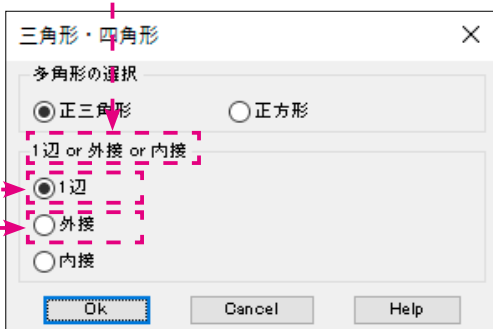 三角形・四角形
多角形の選択
正三角形 正方形
1辺 or 外接 or 内接
1辺
外接
内接
Ok Cancel Help